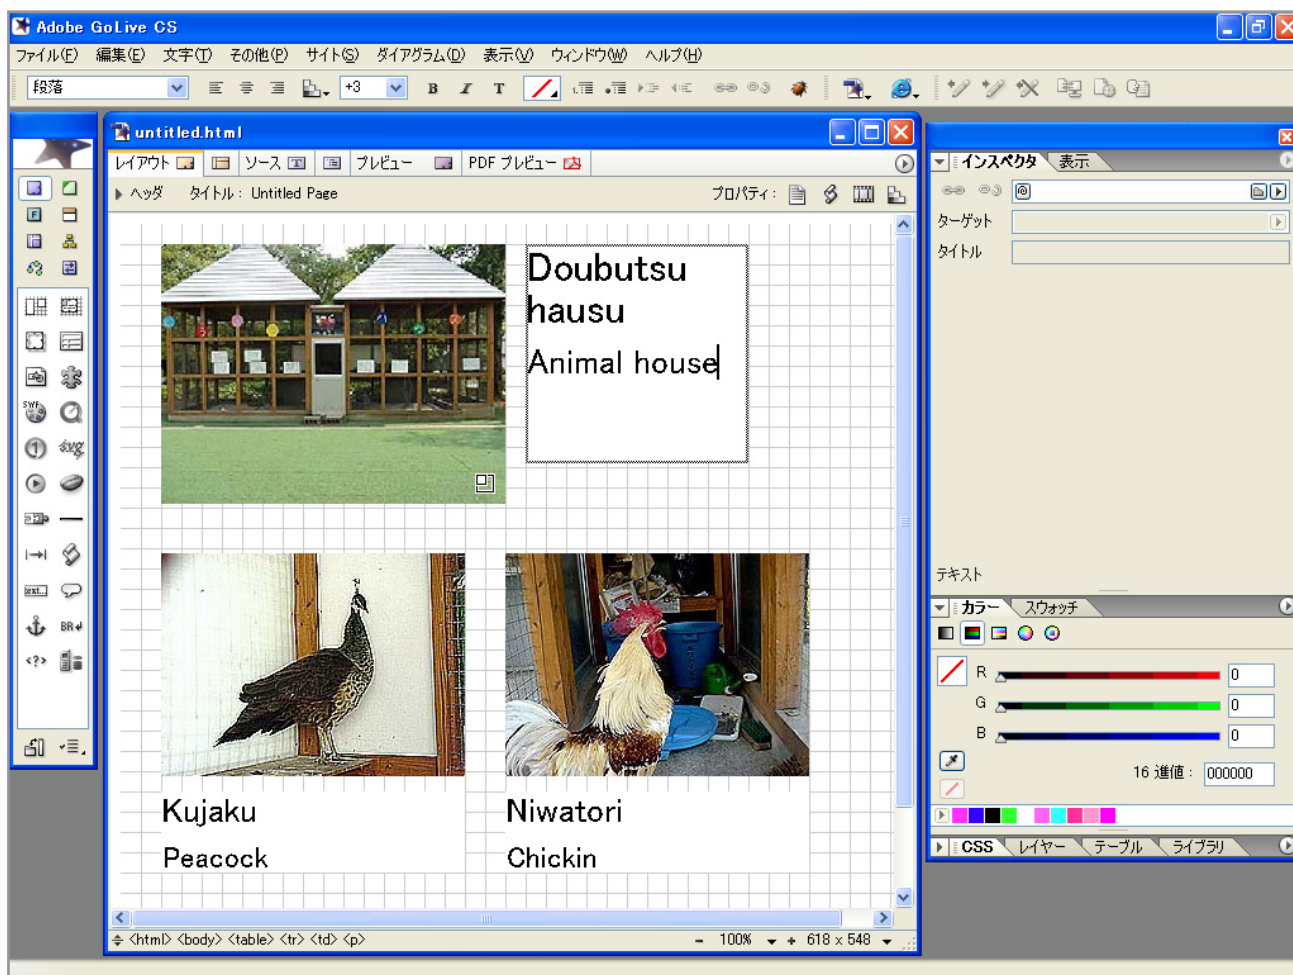 Adobe GoLive CS
ファイル(F) 編集(E) 文字(T) その他(P) サイト(S) ダイアグラム(D) 表示(V) ウィンドウ(W) ヘルプ(H)
段落 +3 B I T
untitled.html
レイアウト ソース プレビュー PDF プレビュー
ヘッダ タイトル : Untitled Page プロパティ :
Doubutsu
hausu
Animal house
Kujaku
Peacock
Niwatori
Chickin
<html> <body> <table> <tr> <td> <p>
- 100% + 618 x 548
SWF
svg
text...
BR
<?>
インスペクタ 表示
ターゲット
タイトル
テキスト
カラー スウォッチ
R 0
G 0
B 0
16 進値 : 000000
CSS レイヤー テーブル ライブラリ